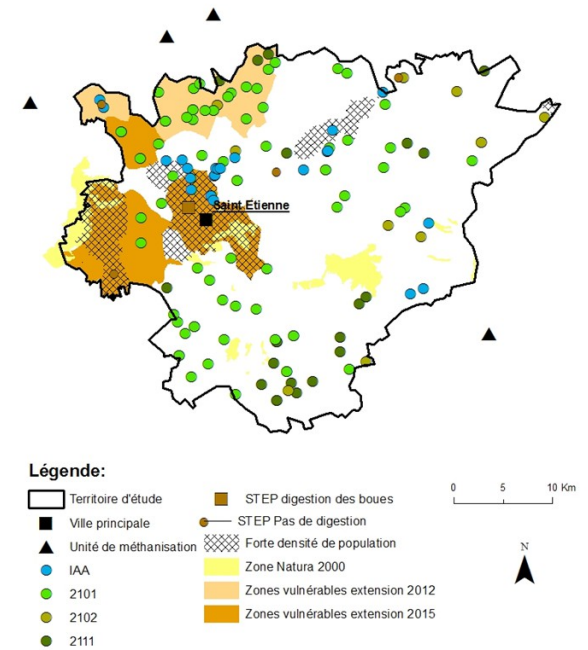 Saint Etienne
Légende:
Territoire d'étude
Ville principale
Unité de méthanisation
IAA
2101
2102
2111
STEP digestion des boues
STEP Pas de digestion
Forte densité de population
Zone Natura 2000
Zones vulnérables extension 2012
Zones vulnérables extension 2015
0 5 10 Km
N